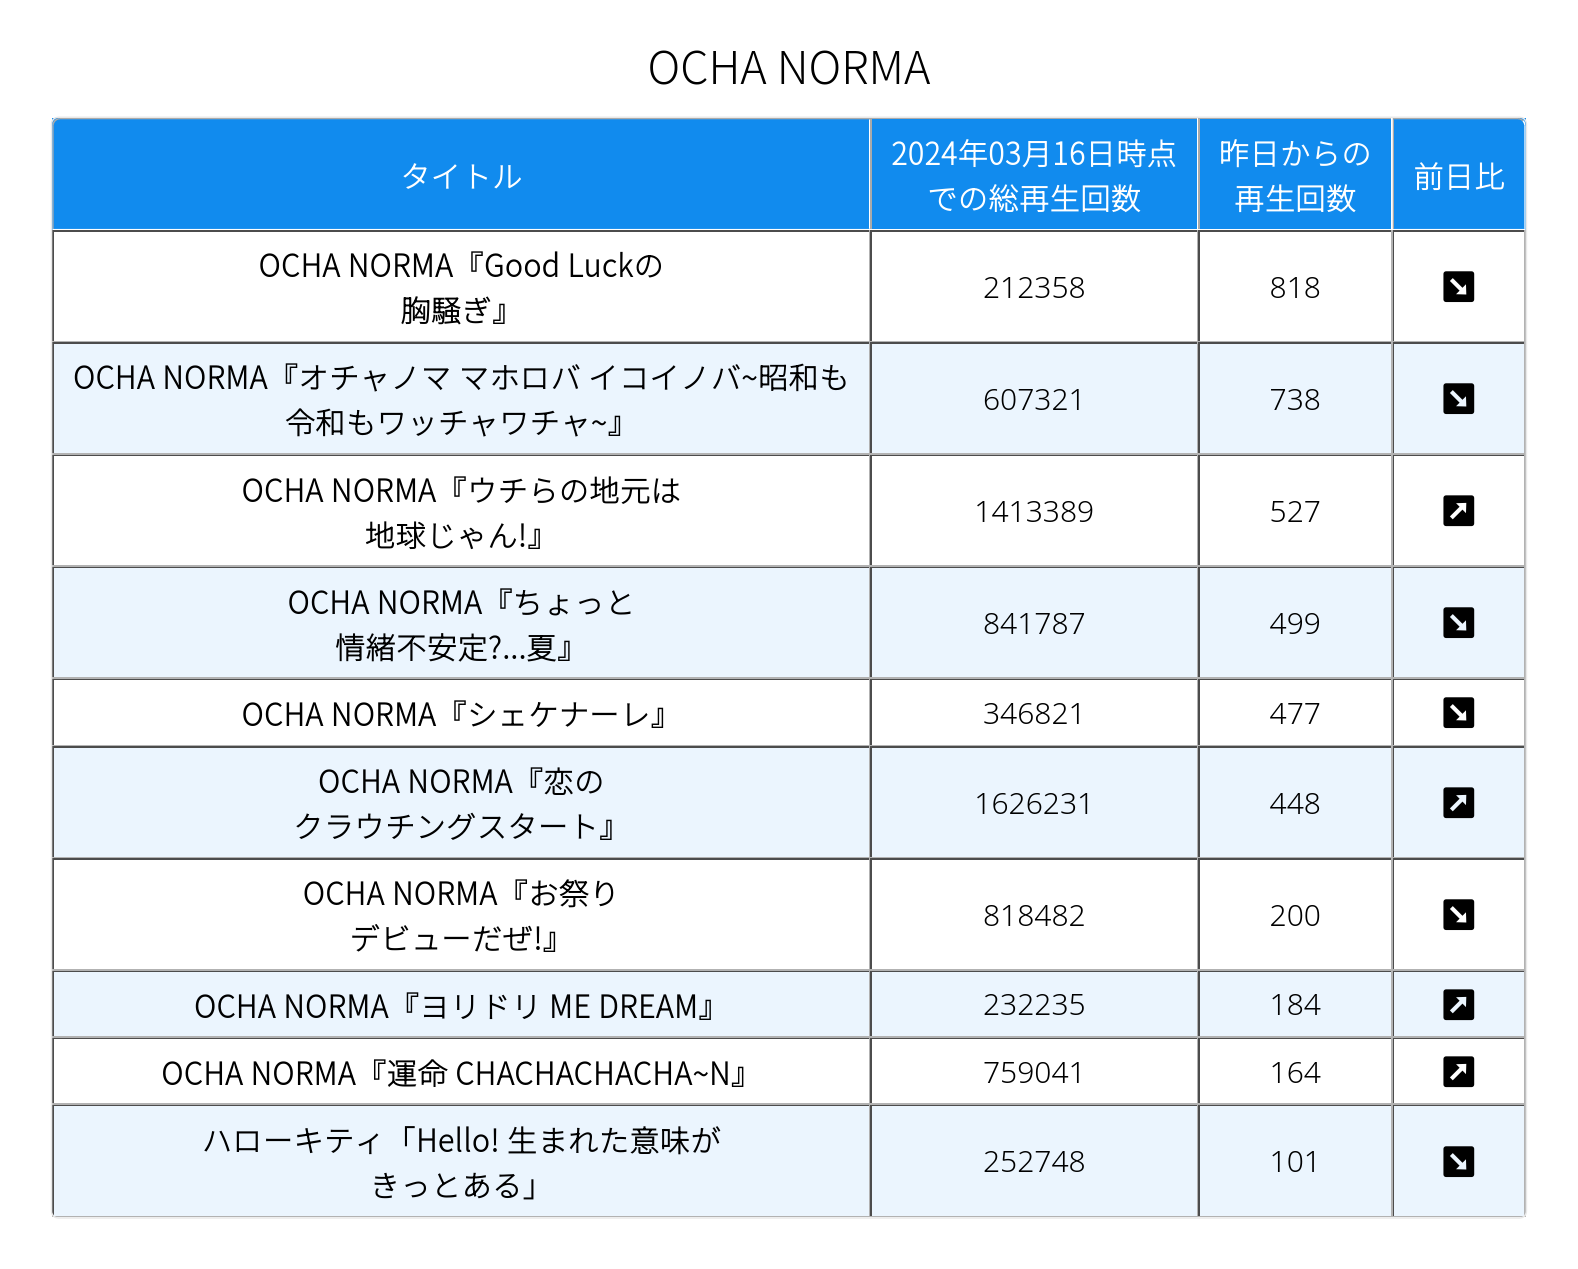 OCHA NORMA
タイトル
2024年03月16日時点
での総再生回数
昨日からの
再生回数
前日比
OCHA NORMA『Good Luckの
胸騒ぎ』
212358
818
OCHA NORMA『オチャノマ マホロバ イコイノバ~昭和も
令和もワッチャワチャ~』
607321
738
OCHA NORMA『ウチらの地元は
地球じゃん!』
1413389
527
OCHA NORMA『ちょっと
情緒不安定?...夏』
841787
499
OCHA NORMA『シェケナーレ』
346821
477
OCHA NORMA『恋の
クラウチングスタート』
1626231
448
OCHA NORMA『お祭り
デビューだぜ!』
818482
200
OCHA NORMA『ヨリドリ ME DREAM』
232235
184
OCHA NORMA『運命 CHACHACHACHA~N』
759041
164
ハローキティ「Hello! 生まれた意味が
きっとある」
252748
101